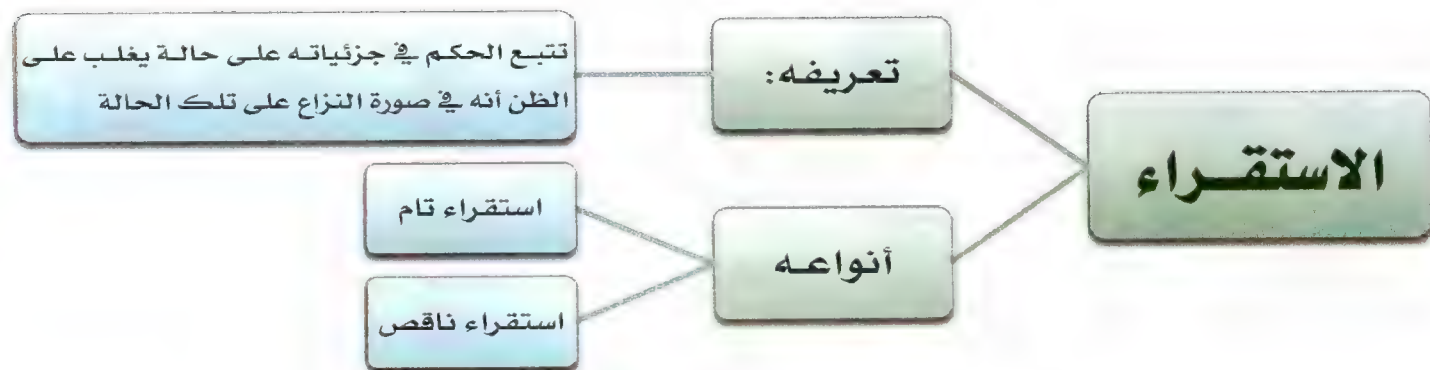 الاستقراء
تعريفه:
تتبع الحكم في جزئياته على حالة يغلب على
الظن أنه في صورة النزاع على تلك الحالة
أنواعه
استقراء تام
استقراء ناقص